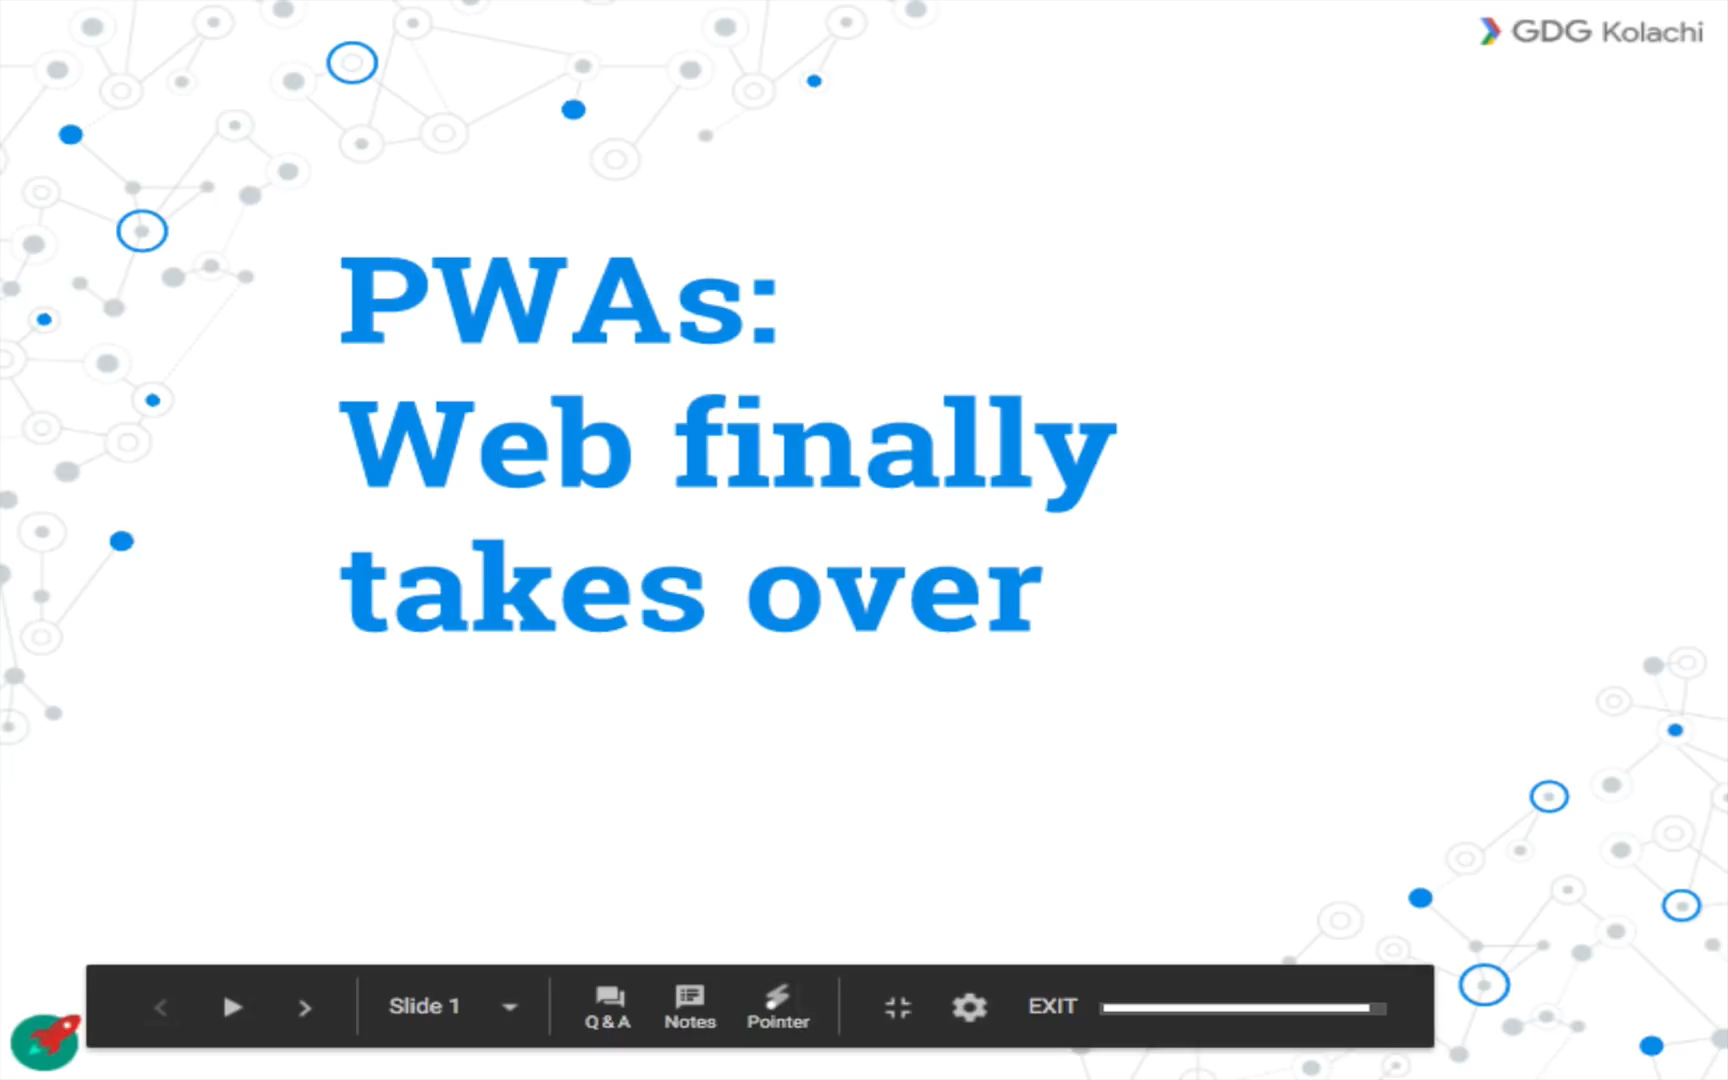 GDG Kolachi
PWAs:
Web finally
takes over
Slide 1
Q & A
Notes
Pointer
EXIT